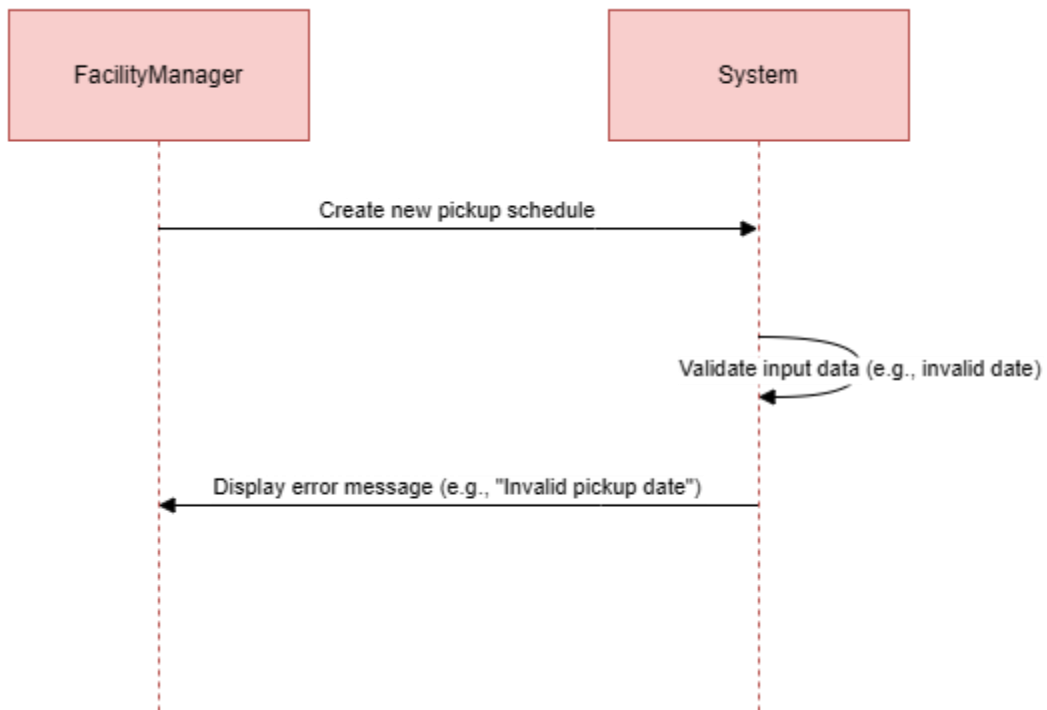 FacilityManager
System
Create new pickup schedule
Validate input data (e.g., invalid date)
Display error message (e.g., "Invalid pickup date")